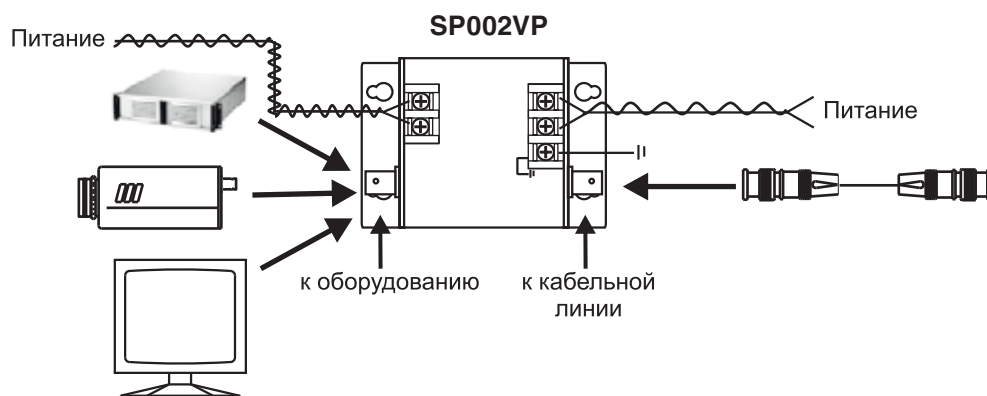 SP002VP
Питание
Питание
к оборудованию
к кабельной
линии